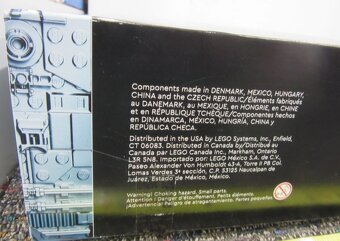 Components made in DENMARK, MEXICO, HUNGARY,
CHINA and the CZECH REPUBLIC/Éléments fabriqués
au DANEMARK, au MEXIQUE, en HONGRIE, en CHINE
et en RÉPUBLIQUE TCHÈQUE/Componentes hechos
en DINAMARCA, MÉXICO, HUNGRÍA, CHINA y
REPÚBLICA CHECA.
Distributed in the USA by LEGO Systems, Inc., Enfield,
CT 06083. Distributed in Canada by/Distribué au
Canada par LEGO Canada Inc., Markham, Ontario
L3R 5N8. Importado por: LEGO México S.A. de C.V.,
Paseo Alexander Von Humboldt 43-A, Torre II PB Col.
Lomas Verdes 3ª sección, C.P. 53125 Naucalpan de
Juárez, Estado de México, México.
Warning! Choking hazard. Small parts.
Attention ! Danger d'étouffement. Petits éléments.
¡Advertencia! Peligro de atragantamiento. Partes pequeñas.